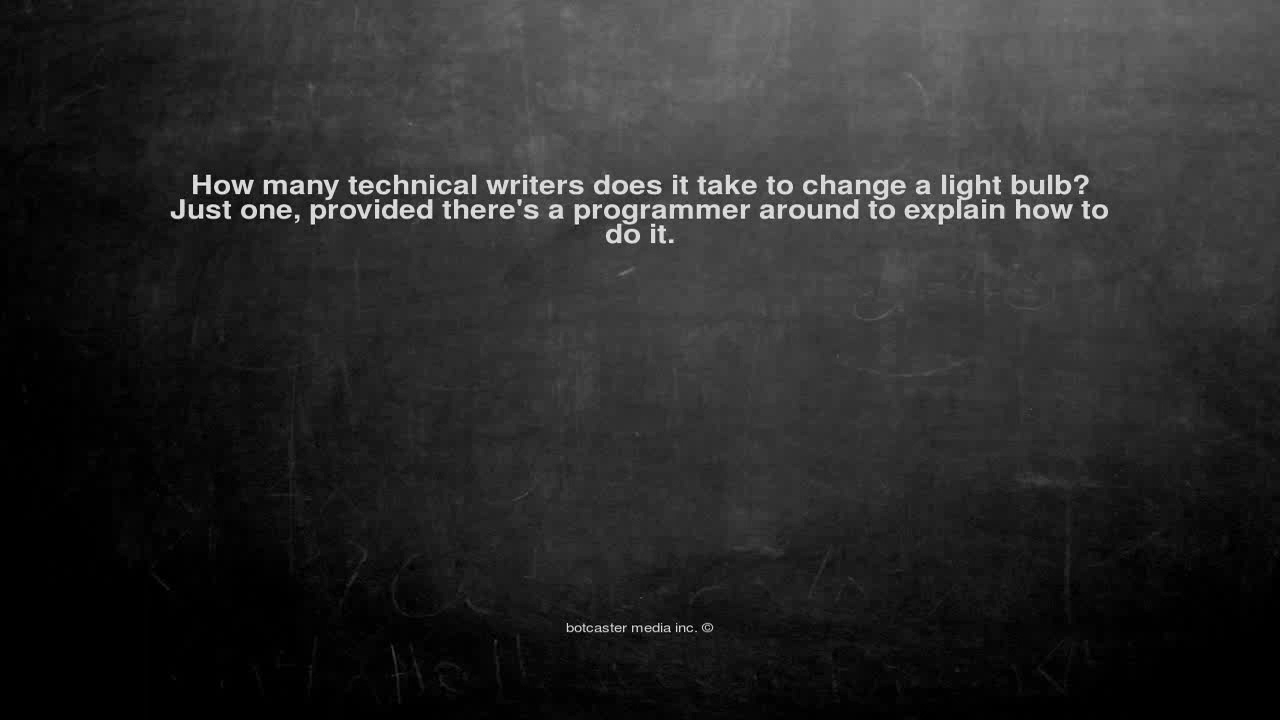 How many technical writers does it take to change a light bulb?
Just one, provided there's a programmer around to explain how to
do it.
botcaster media inc. ©